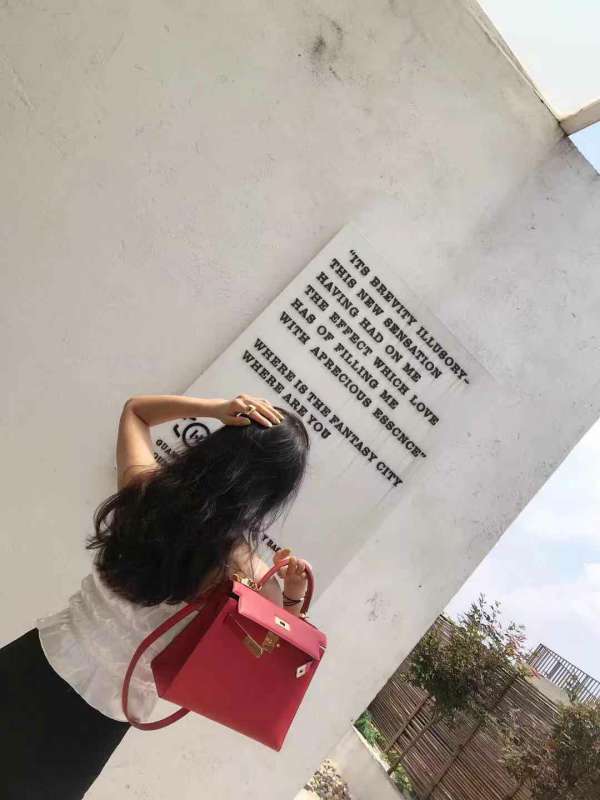 "ITS BREVITY ILLUSORY–
THIS NEW SENSATION
HAVING HAD ON ME
THE EFFECT WHICH LOVE
HAS OF FILLING ME
WITH APRECIOUS ESSCNCE"
WHERE IS THE FANTASY CITY
WHERE ARE YOU